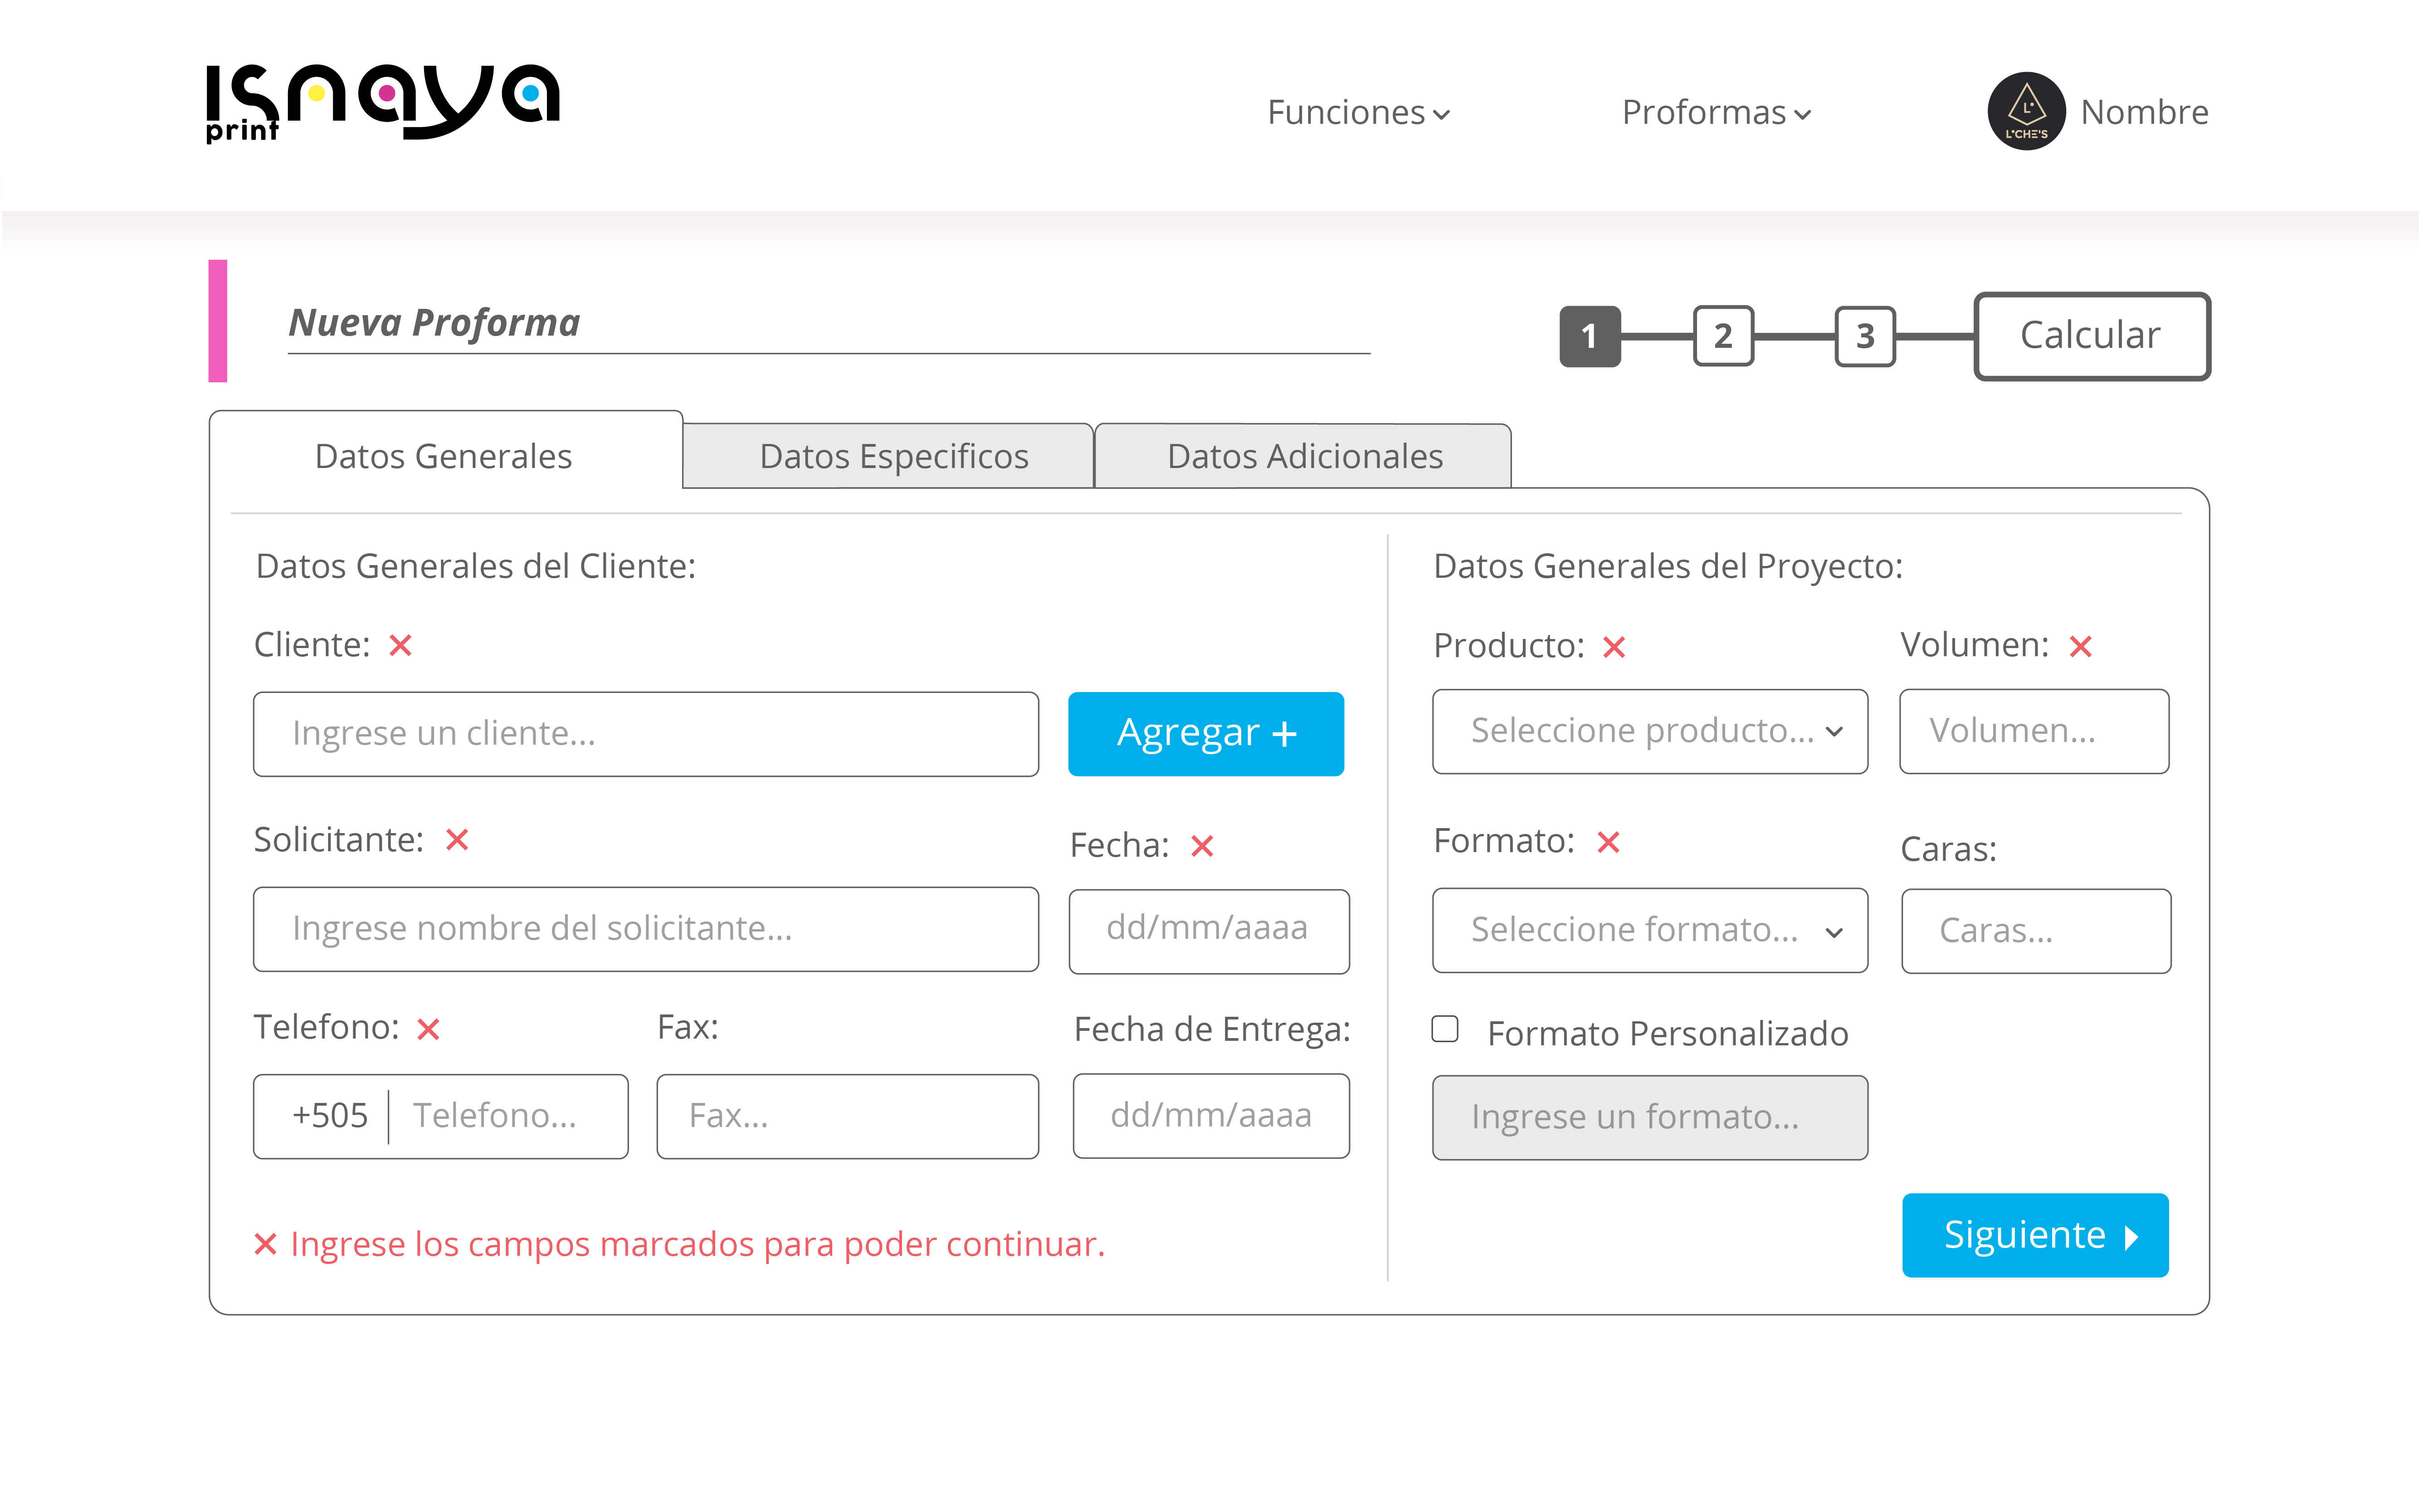 ısnaya
print
Funciones
Proformas
L'CHE'S
Nombre
Nueva Proforma
1
2
3
Calcular
Datos Generales
Datos Especificos
Datos Adicionales
Datos Generales del Cliente:
Cliente:
Ingrese un cliente...
Agregar +
Solicitante:
Fecha:
Ingrese nombre del solicitante...
dd/mm/aaaa
Telefono:
Fax:
Fecha de Entrega:
+505
Telefono...
Fax...
dd/mm/aaaa
Ingrese los campos marcados para poder continuar.
Datos Generales del Proyecto:
Producto:
Volumen:
Seleccione producto...
Volumen...
Formato:
Caras:
Seleccione formato...
Caras...
Formato Personalizado
Ingrese un formato...
Siguiente